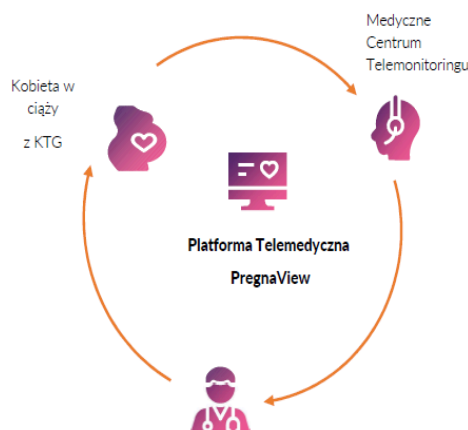 Medyczne
Centrum
Telemonitoringu
Kobieta w
ciąży
z KTG
Platforma Telemedyczna
PregnaView